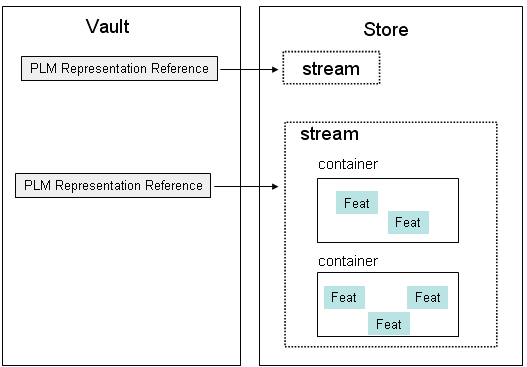 Vault
Store
PLM Representation Reference
stream
stream
container
PLM Representation Reference
Feat
Feat
container
Feat
Feat
Feat